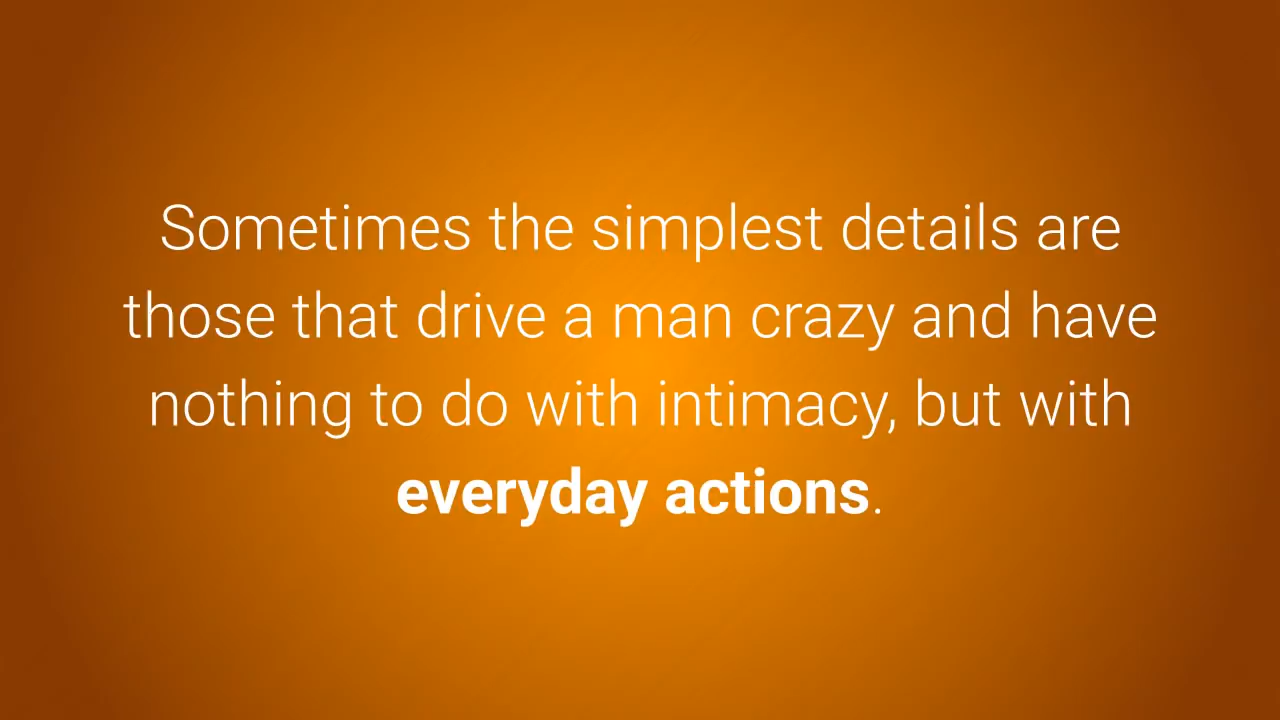 Sometimes the simplest details are
those that drive a man crazy and have
nothing to do with intimacy, but with
everyday actions.